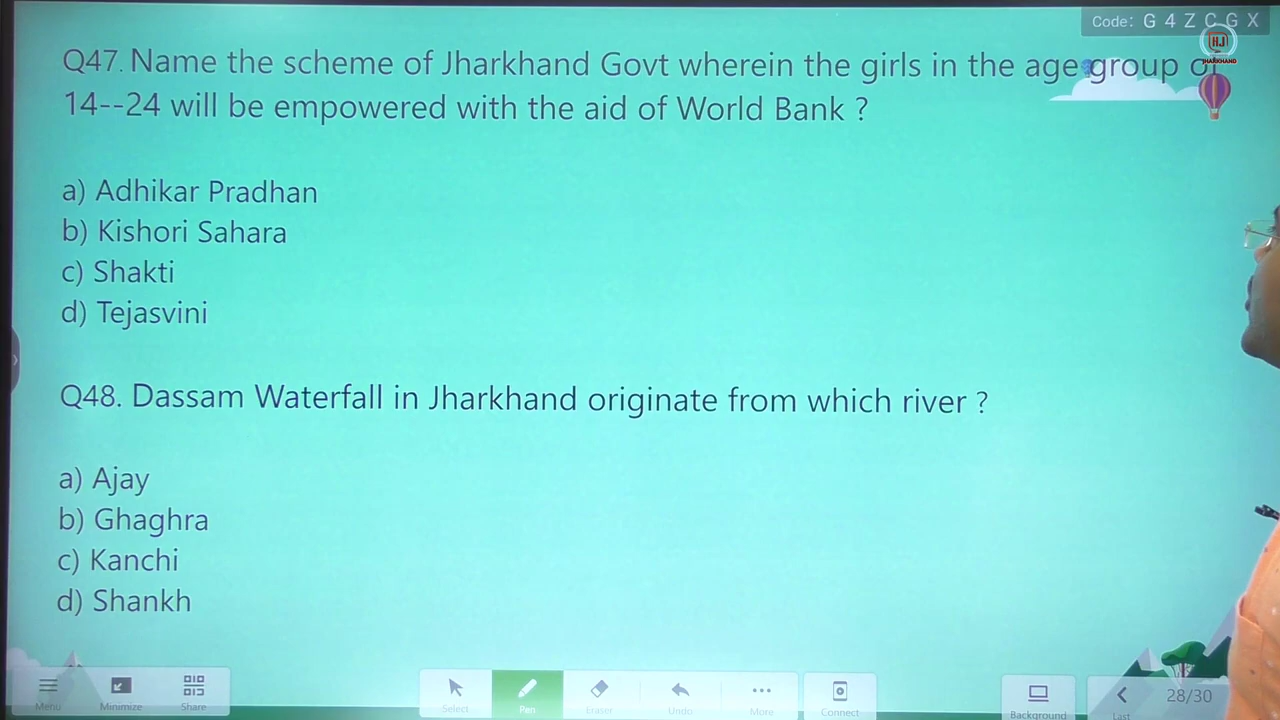 Code: G 4 Z C G X
HJ
JHARKHAND
Q47. Name the scheme of Jharkhand Govt wherein the girls in the age group of
14--24 will be empowered with the aid of World Bank ?
a) Adhikar Pradhan
b) Kishori Sahara
c) Shakti
d) Tejasvini
Q48. Dassam Waterfall in Jharkhand originate from which river ?
a) Ajay
b) Ghaghra
c) Kanchi
d) Shankh
Menu Minimize Share Select Pen Eraser Undo More Connect Background Last 28/30